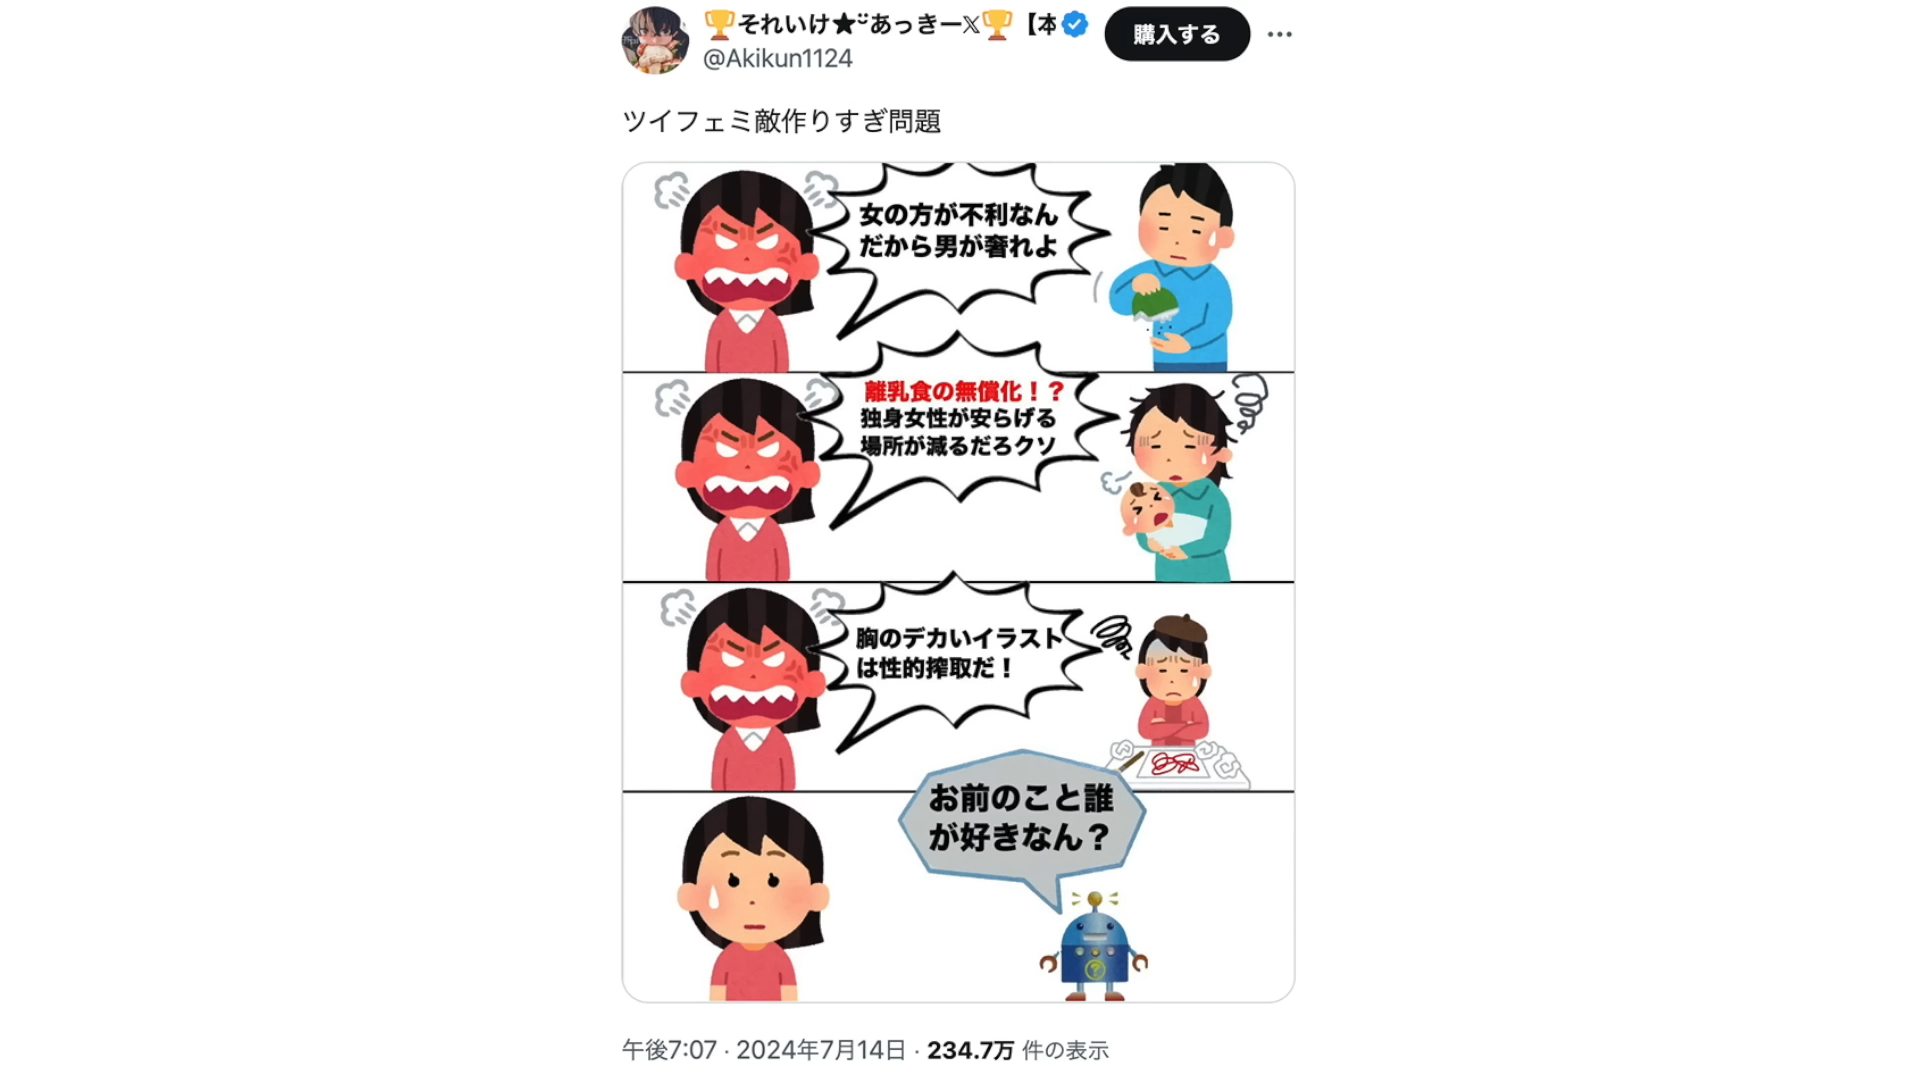 🏆それいけ★ඊあっきー𝕏🏆【本
@Akikun1124
購入する
ツイフェミ敵作りすぎ問題
女の方が不利なん
だから男が奢れよ
離乳食の無償化！？
独身女性が安らげる
場所が減るだろクソ
胸のデカいイラスト
は性的搾取だ！
お前のこと誰
が好きなん？
午後7:07 · 2024年7月14日 · 234.7万 件の表示